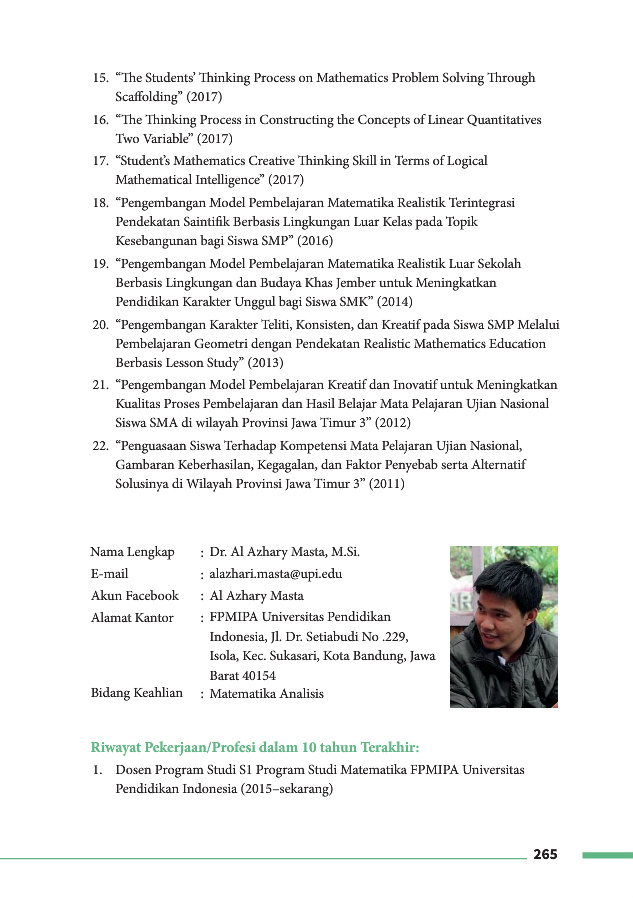 15. “The Students’ Thinking Process on Mathematics Problem Solving Through
Scaffolding” (2017)
16. “The Thinking Process in Constructing the Concepts of Linear Quantitatives
Two Variable” (2017)
17. “Student’s Mathematics Creative Thinking Skill in Terms of Logical
Mathematical Intelligence” (2017)
18. “Pengembangan Model Pembelajaran Matematika Realistik Terintegrasi
Pendekatan Saintifik Berbasis Lingkungan Luar Kelas pada Topik
Kesebangunan bagi Siswa SMP” (2016)
19. “Pengembangan Model Pembelajaran Matematika Realistik Luar Sekolah
Berbasis Lingkungan dan Budaya Khas Jember untuk Meningkatkan
Pendidikan Karakter Unggul bagi Siswa SMK” (2014)
20. “Pengembangan Karakter Teliti, Konsisten, dan Kreatif pada Siswa SMP Melalui
Pembelajaran Geometri dengan Pendekatan Realistic Mathematics Education
Berbasis Lesson Study” (2013)
21. “Pengembangan Model Pembelajaran Kreatif dan Inovatif untuk Meningkatkan
Kualitas Proses Pembelajaran dan Hasil Belajar Mata Pelajaran Ujian Nasional
Siswa SMA di wilayah Provinsi Jawa Timur 3” (2012)
22. “Penguasaan Siswa Terhadap Kompetensi Mata Pelajaran Ujian Nasional,
Gambaran Keberhasilan, Kegagalan, dan Faktor Penyebab serta Alternatif
Solusinya di Wilayah Provinsi Jawa Timur 3” (2011)
Nama Lengkap : Dr. Al Azhary Masta, M.Si.
E-mail : alazhari.masta@upi.edu
Akun Facebook : Al Azhary Masta
Alamat Kantor : FPMIPA Universitas Pendidikan
Indonesia, Jl. Dr. Setiabudi No .229,
Isola, Kec. Sukasari, Kota Bandung, Jawa
Barat 40154
Bidang Keahlian : Matematika Analisis
Riwayat Pekerjaan/Profesi dalam 10 tahun Terakhir:
1. Dosen Program Studi S1 Program Studi Matematika FPMIPA Universitas
Pendidikan Indonesia (2015–sekarang)
265